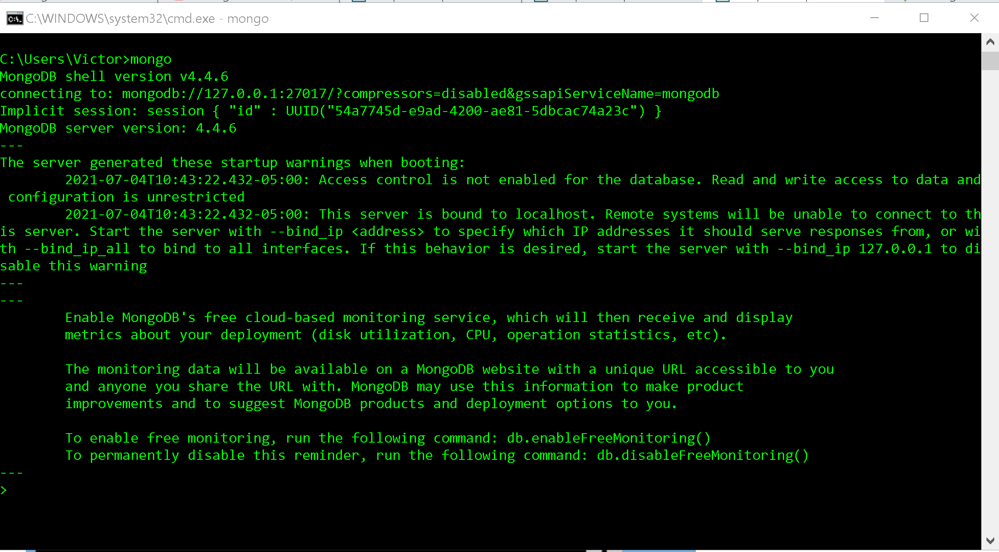 C:\WINDOWS\system32\cmd.exe - mongo
C:\Users\Victor>mongo
MongoDB shell version v4.4.6
connecting to: mongodb://127.0.0.1:27017/?compressors=disabled&gssapiServiceName=mongodb
Implicit session: session { "id" : UUID("54a7745d-e9ad-4200-ae81-5dbcac74a23c") }
MongoDB server version: 4.4.6
---
The server generated these startup warnings when booting:
        2021-07-04T10:43:22.432-05:00: Access control is not enabled for the database. Read and write access to data and
 configuration is unrestricted
        2021-07-04T10:43:22.432-05:00: This server is bound to localhost. Remote systems will be unable to connect to th
is server. Start the server with --bind_ip <address> to specify which IP addresses it should serve responses from, or wi
th --bind_ip_all to bind to all interfaces. If this behavior is desired, start the server with --bind_ip 127.0.0.1 to di
sable this warning
---
---
        Enable MongoDB's free cloud-based monitoring service, which will then receive and display
        metrics about your deployment (disk utilization, CPU, operation statistics, etc).

        The monitoring data will be available on a MongoDB website with a unique URL accessible to you
        and anyone you share the URL with. MongoDB may use this information to make product
        improvements and to suggest MongoDB products and deployment options to you.

        To enable free monitoring, run the following command: db.enableFreeMonitoring()
        To permanently disable this reminder, run the following command: db.disableFreeMonitoring()
---
>